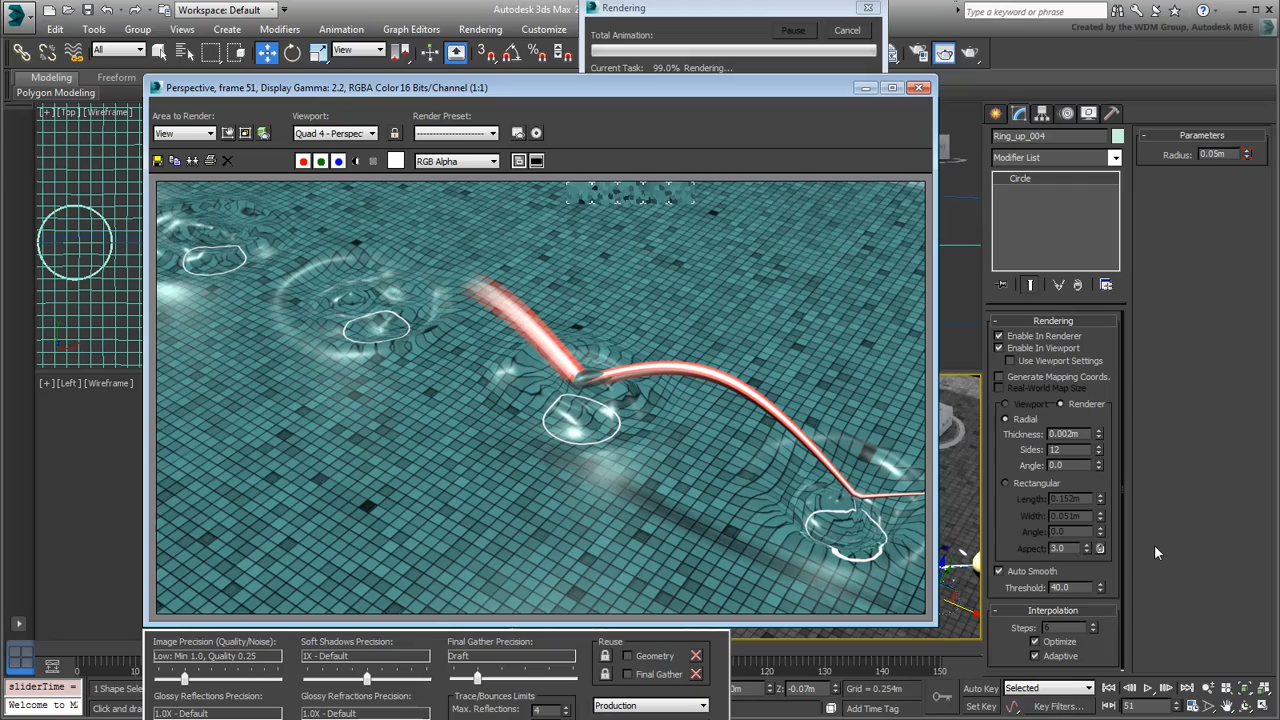 Workspace: Default
Autodesk 3ds Max
Rendering
Type a keyword or phrase
Edit Tools Group Views Create Modifiers Animation Graph Editors Rendering Customize
Created by the WDM Group, Autodesk M&E
Total Animation:
Pause
Cancel
All
View
Current Task: 99.0% Rendering...
Modeling Freeform
Polygon Modeling
Perspective, frame 51, Display Gamma: 2.2, RGBA Color 16 Bits/Channel (1:1)
[+] [Top] [Wireframe]
Area to Render:
Viewport:
Render Preset:
View
Quad 4 - Perspec
--------------------
RGB Alpha
Ring_up_004
Modifier List
Circle
Parameters
Radius: 0.05m
[+] [Left] [Wireframe]
Rendering
Enable In Renderer
Enable In Viewport
Use Viewport Settings
Generate Mapping Coords.
Real-World Map Size
Viewport Renderer
Radial
Thickness: 0.002m
Sides: 12
Angle: 0.0
Rectangular
Length: 0.152m
Width: 0.051m
Angle: 0.0
Aspect: 3.0
Auto Smooth
Threshold: 40.0
Interpolation
Steps: 6
Optimize
Adaptive
Image Precision (Quality/Noise):
Low: Min 1.0, Quality 0.25
Soft Shadows Precision:
1X - Default
Final Gather Precision:
Draft
Reuse
Geometry
Final Gather
Glossy Reflections Precision:
1.0X - Default
Glossy Refractions Precision:
1.0X - Default
Trace/Bounces Limits
Max. Reflections: 4
Production
120 130 140 150
sliderTime =
Welcome to M
1 Shape Selec
Click and drag
0m Z: -0.07m Grid = 0.254m
Add Time Tag
Auto Key Selected
Set Key Key Filters...
51